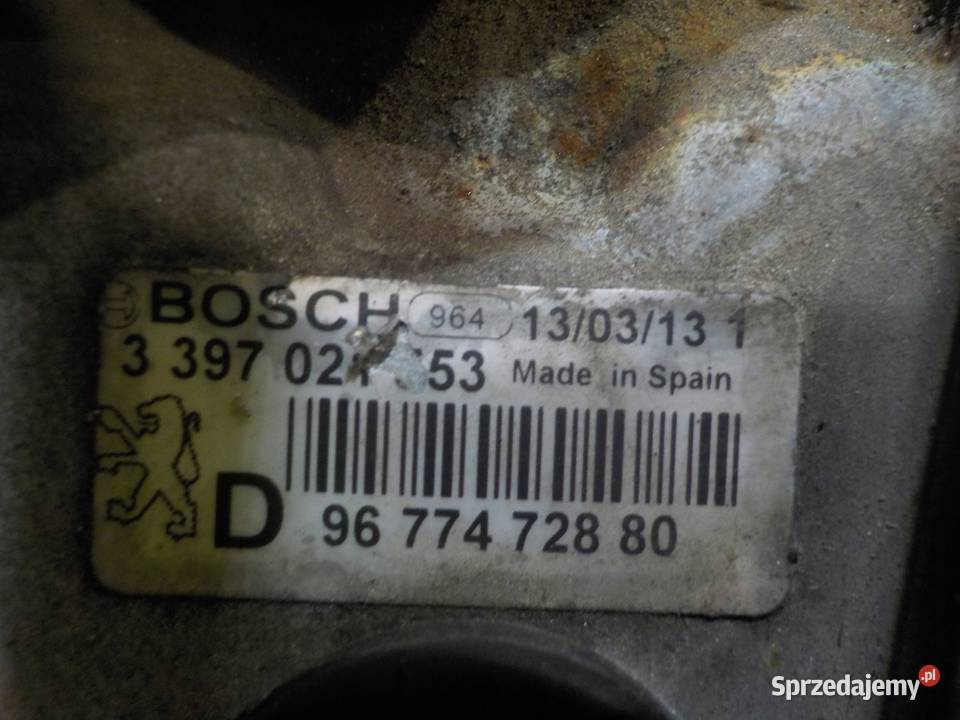 BOSCH 964 13/03/13 1
3 397 Made in Spain
D 96 774 728 80
Sprzedajemy.pl